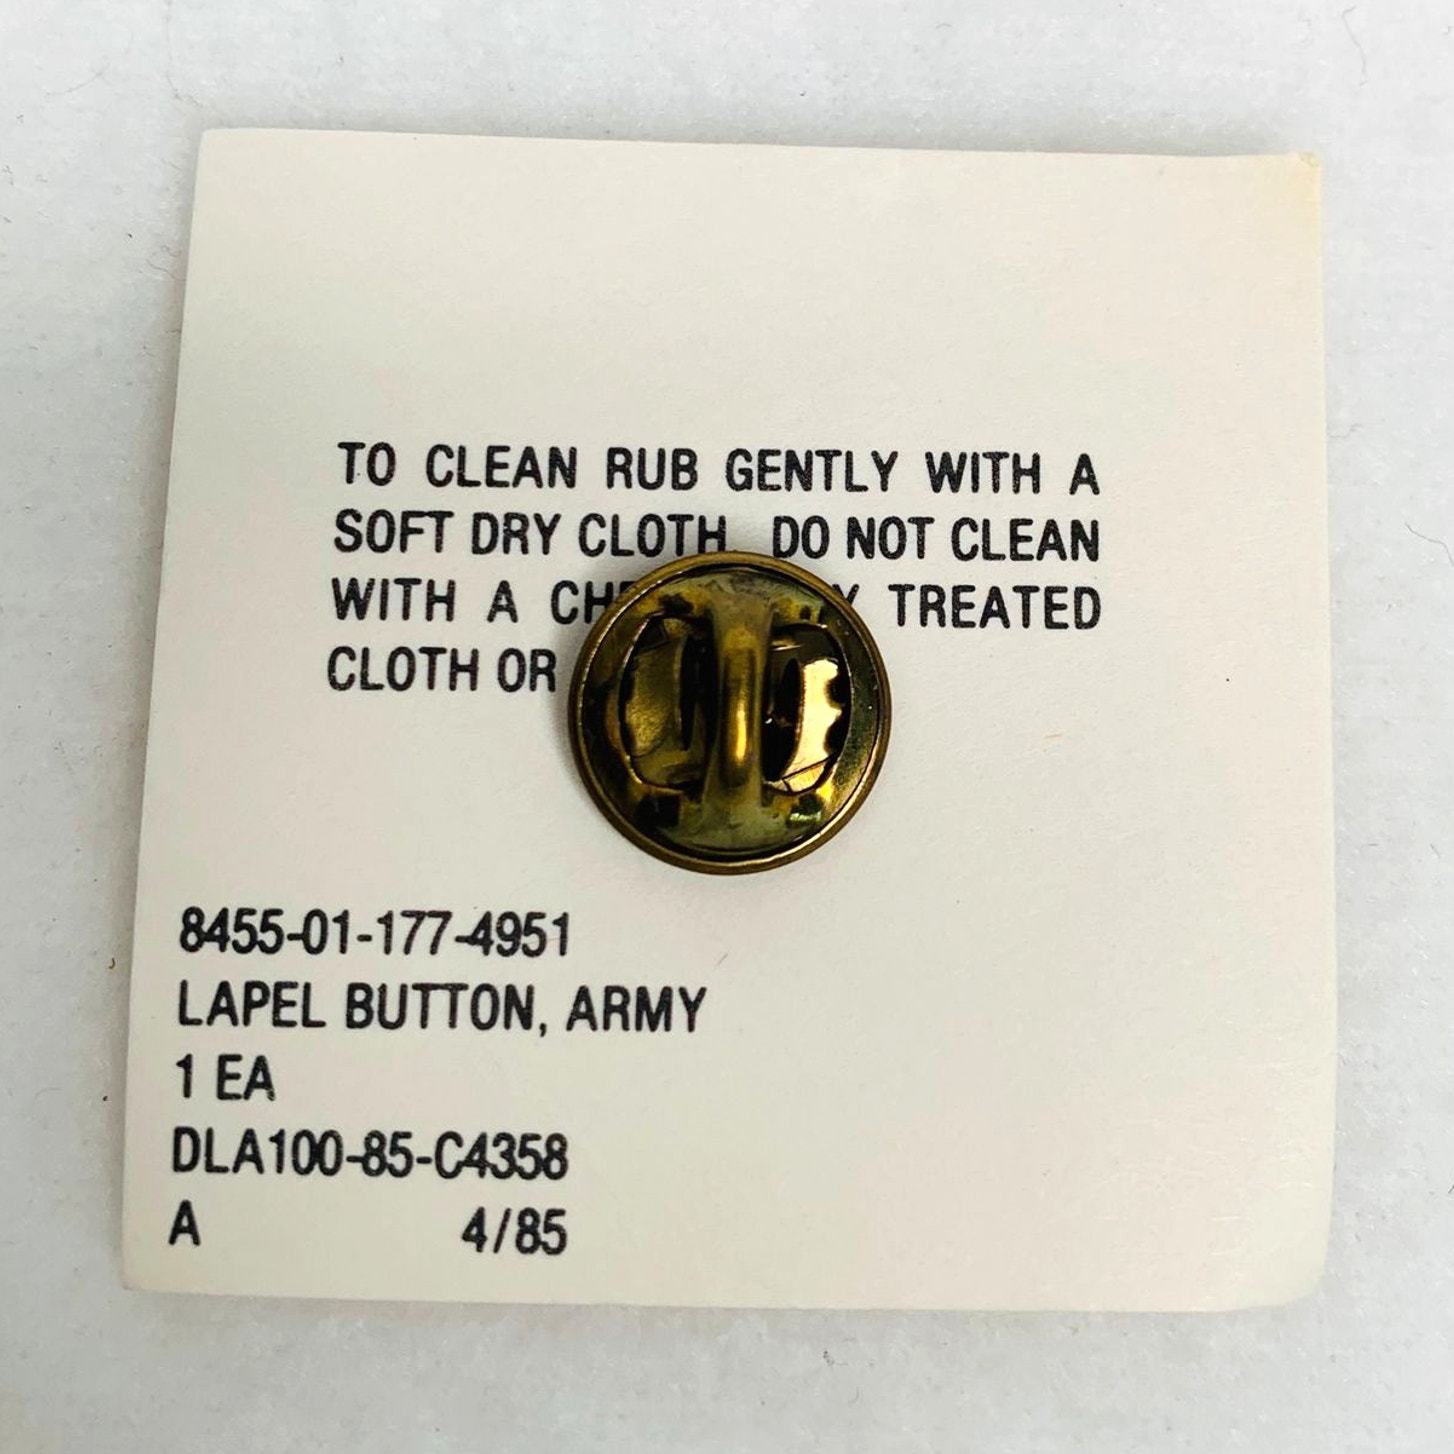 TO CLEAN RUB GENTLY WITH A
SOFT DRY CLOTH DO NOT CLEAN
WITH A TREATED
CLOTH OR
8455-01-177-4951
LAPEL BUTTON, ARMY
1 EA
DLA100-85-C4358
A 4/85